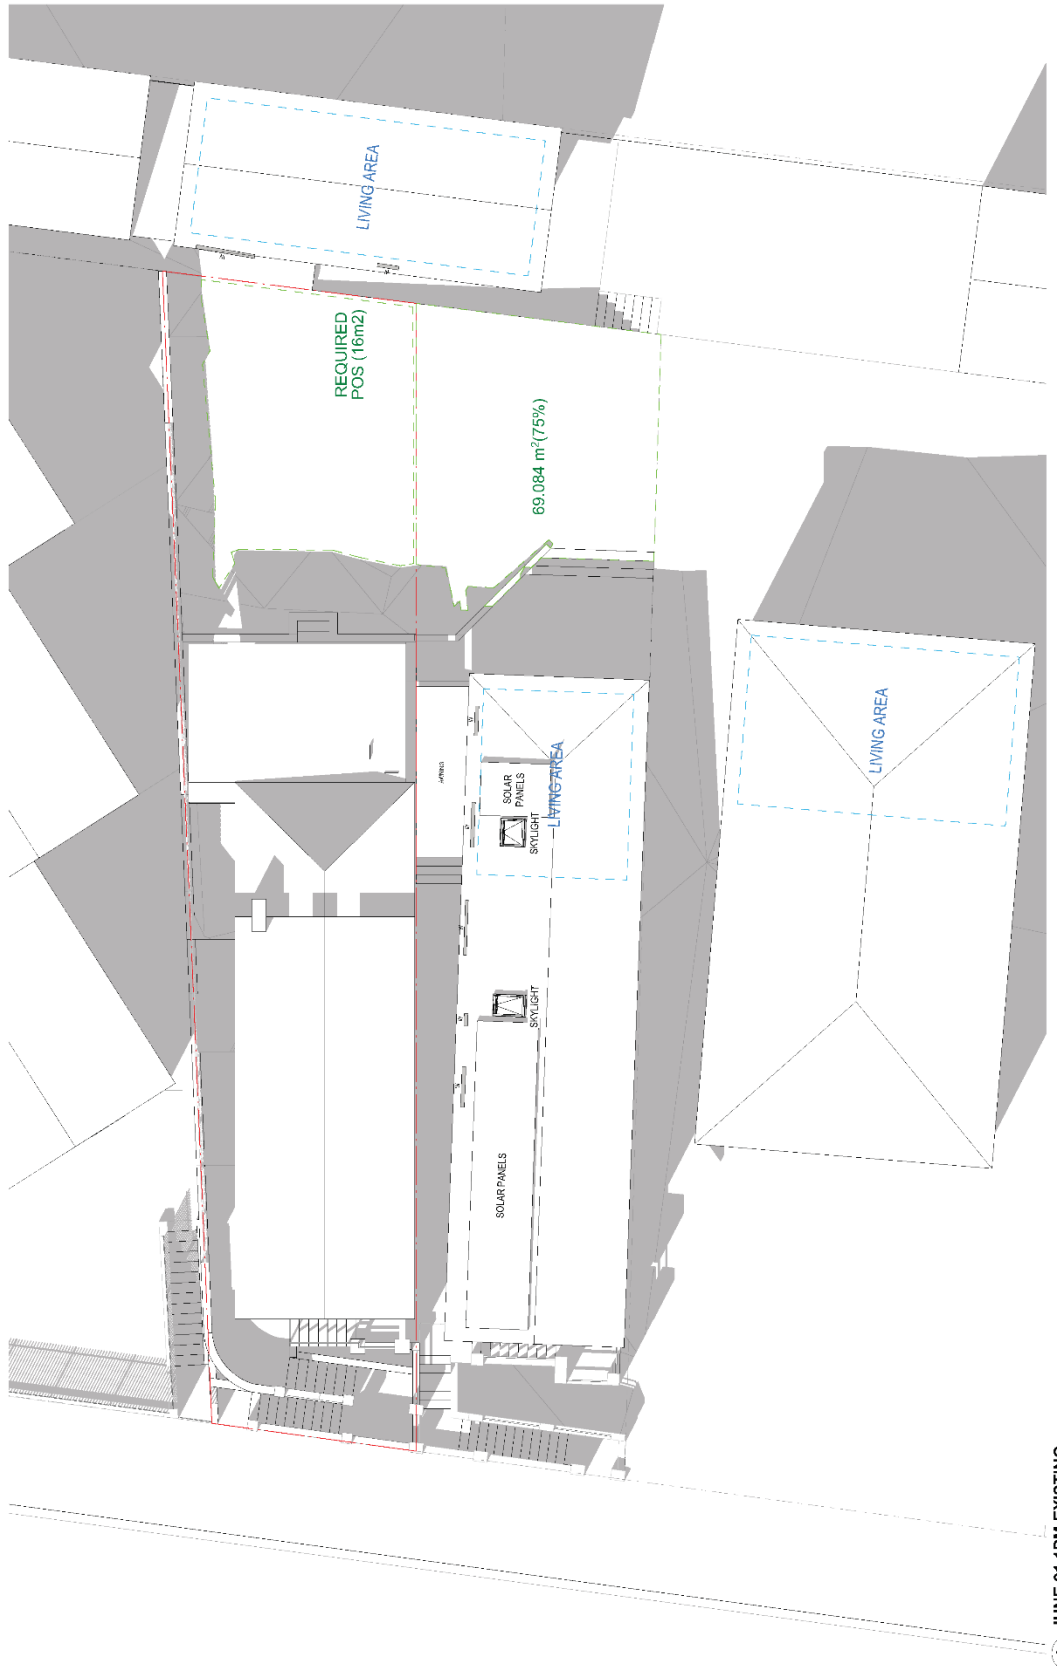 LIVING AREA
REQUIRED
POS (16m2)
69.084 m²(75%)
LIVING AREA
AWNING
SOLAR
PANELS
SKYLIGHT
LIVING AREA
SKYLIGHT
SOLAR PANELS
W
W
W
W
W
W
W